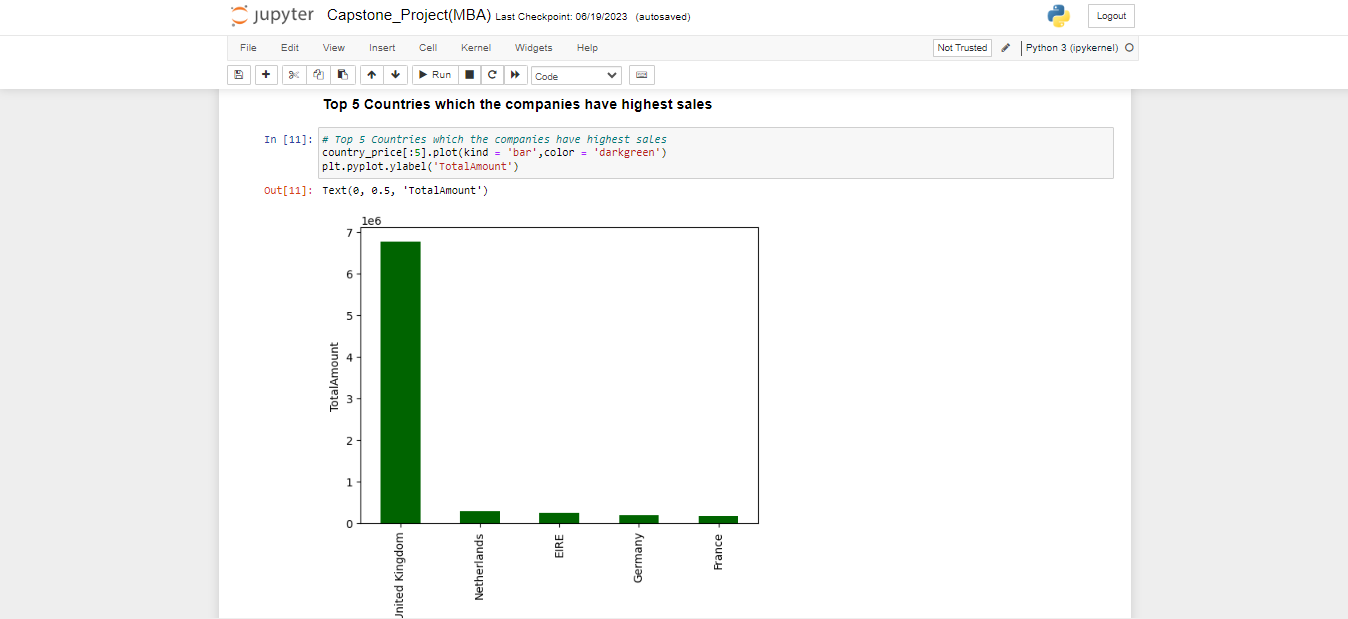 jupyter Capstone_Project(MBA) Last Checkpoint: 06/19/2023 (autosaved) Logout
File Edit View Insert Cell Kernel Widgets Help Not Trusted Python 3 (ipykernel)
Run Code
Top 5 Countries which the companies have highest sales
In [11]: # Top 5 Countries which the companies have highest sales
country_price[:5].plot(kind = 'bar',color = 'darkgreen')
plt.pyplot.ylabel('TotalAmount')
Out[11]: Text(0, 0.5, 'TotalAmount')
1e6
7
6
5
4
3
2
1
0
TotalAmount
United Kingdom
Netherlands
EIRE
Germany
France